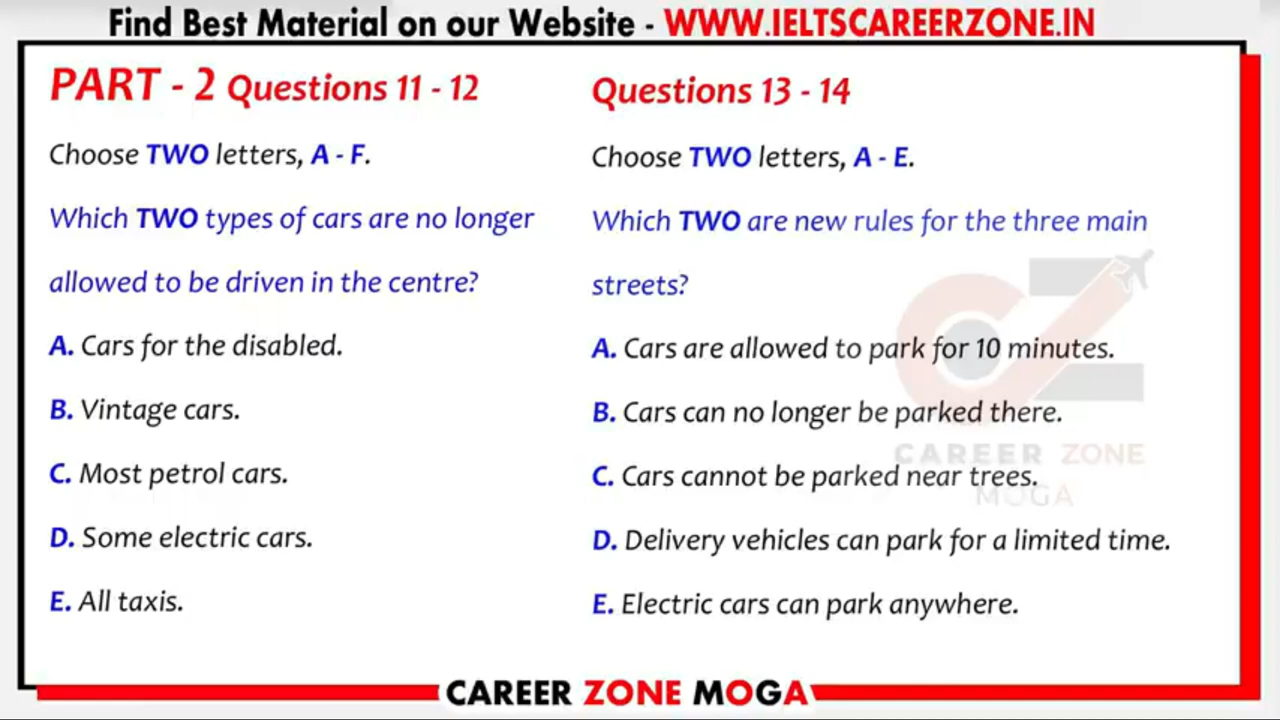 Find Best Material on our Website - WWW.IELTSCAREERZONE.IN
PART - 2 Questions 11 - 12
Choose TWO letters, A - F.
Which TWO types of cars are no longer
allowed to be driven in the centre?
A. Cars for the disabled.
B. Vintage cars.
C. Most petrol cars.
D. Some electric cars.
E. All taxis.
Questions 13 - 14
Choose TWO letters, A - E.
Which TWO are new rules for the three main
streets?
A. Cars are allowed to park for 10 minutes.
B. Cars can no longer be parked there.
C. Cars cannot be parked near trees.
D. Delivery vehicles can park for a limited time.
E. Electric cars can park anywhere.
CAREER ZONE
MOGA
CAREER ZONE MOGA